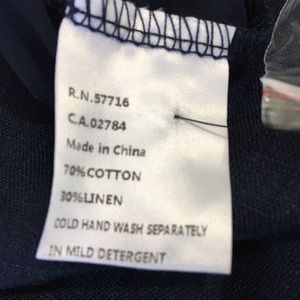 R.N.57716
C.A.02784
Made in China
70%COTTON
30%LINEN
COLD HAND WASH SEPARATELY
IN MILD DETERGENT